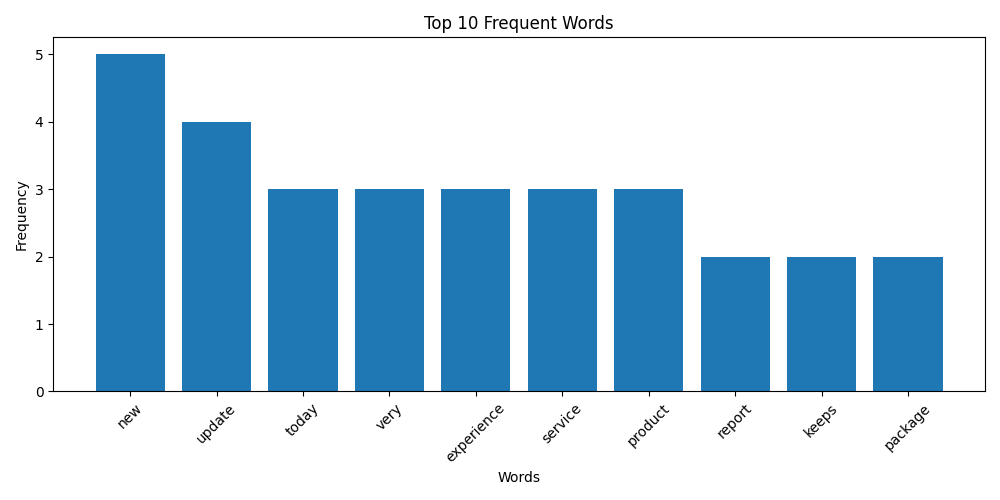 Top 10 Frequent Words
Frequency
5
4
3
2
1
0
new
update
today
very
experience
service
product
report
keeps
package
Words